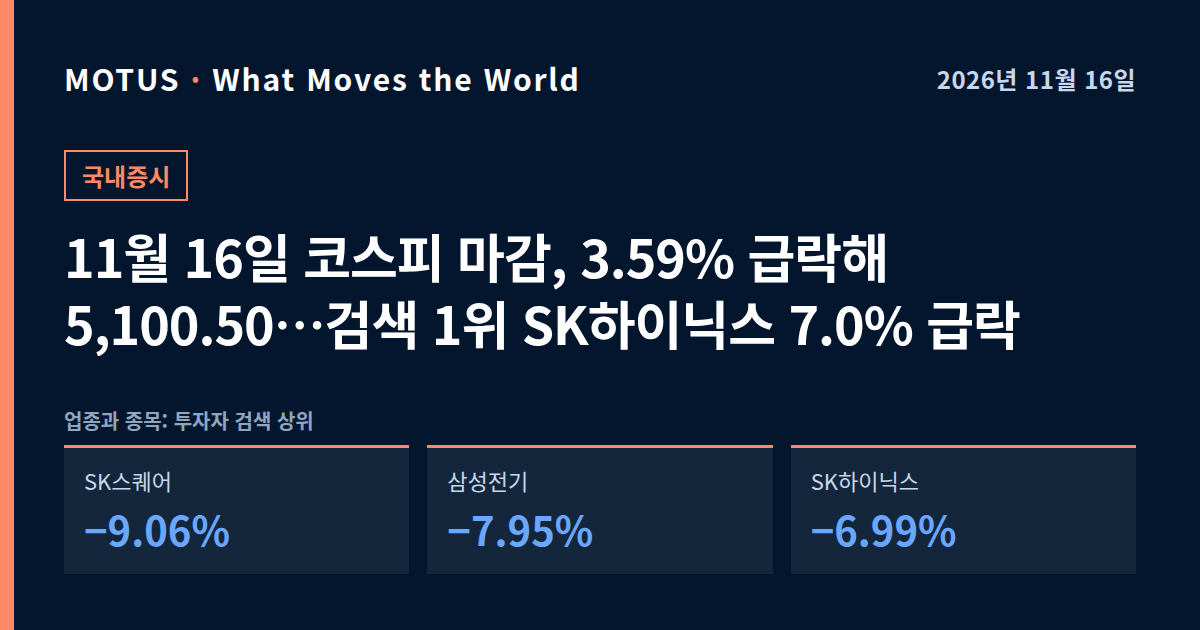 MOTUS · What Moves the World
2026년 11월 16일
국내증시
11월 16일 코스피 마감, 3.59% 급락해
5,100.50…검색 1위 SK하이닉스 7.0% 급락
업종과 종목: 투자자 검색 상위
SK스퀘어
−9.06%
삼성전기
−7.95%
SK하이닉스
−6.99%